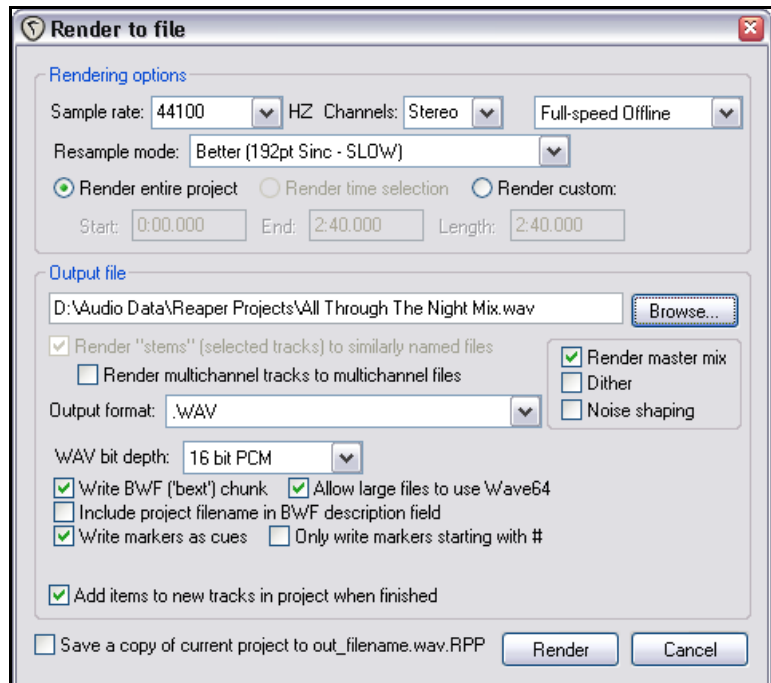 Render to file
Rendering options
Sample rate: 44100 HZ Channels: Stereo Full-speed Offline
Resample mode: Better (192pt Sinc - SLOW)
Render entire project Render time selection Render custom:
Start: 0:00.000 End: 2:40.000 Length: 2:40.000
Output file
D:\Audio Data\Reaper Projects\All Through The Night Mix.wav Browse...
Render "stems" (selected tracks) to similarly named files
Render master mix
Render multichannel tracks to multichannel files
Dither
Output format: .WAV
Noise shaping
WAV bit depth: 16 bit PCM
Write BWF ('bext') chunk Allow large files to use Wave64
Include project filename in BWF description field
Write markers as cues Only write markers starting with #
Add items to new tracks in project when finished
Save a copy of current project to out_filename.wav.RPP Render Cancel